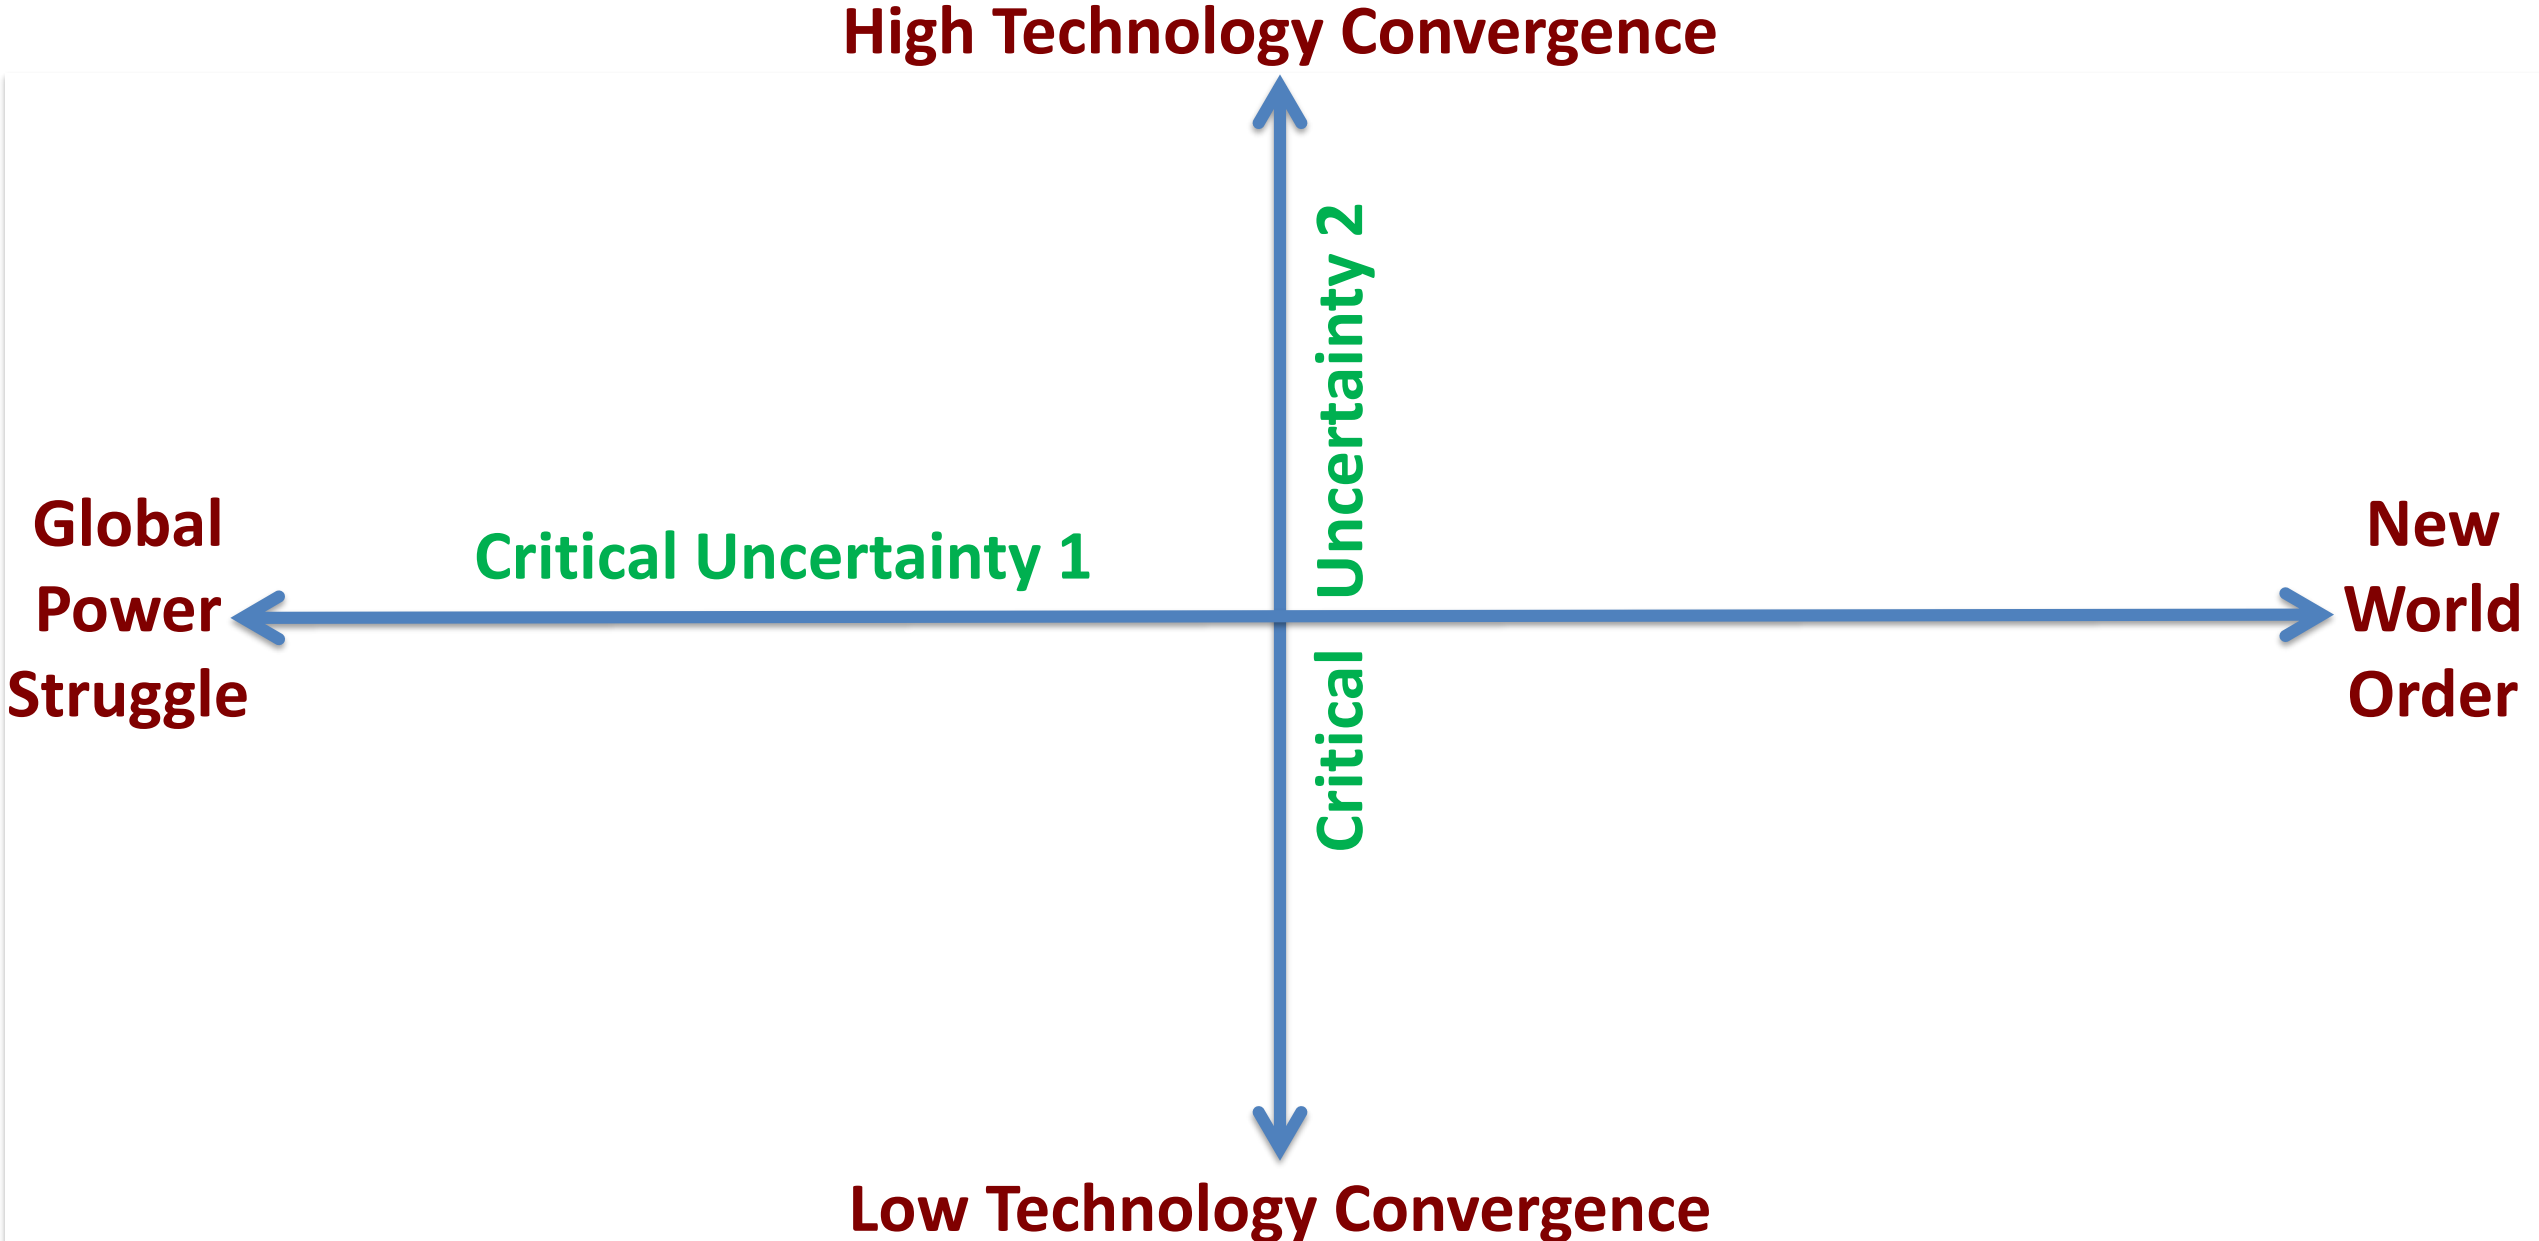 High Technology Convergence
Critical Uncertainty 2
Global
Power
Struggle
Critical Uncertainty 1
New
World
Order
Low Technology Convergence